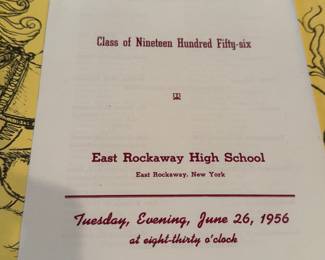 Class of Nineteen Hundred Fifty-six
East Rockaway High School
East Rockaway, New York
Tuesday, Evening, June 26, 1956
at eight-thirty o'clock